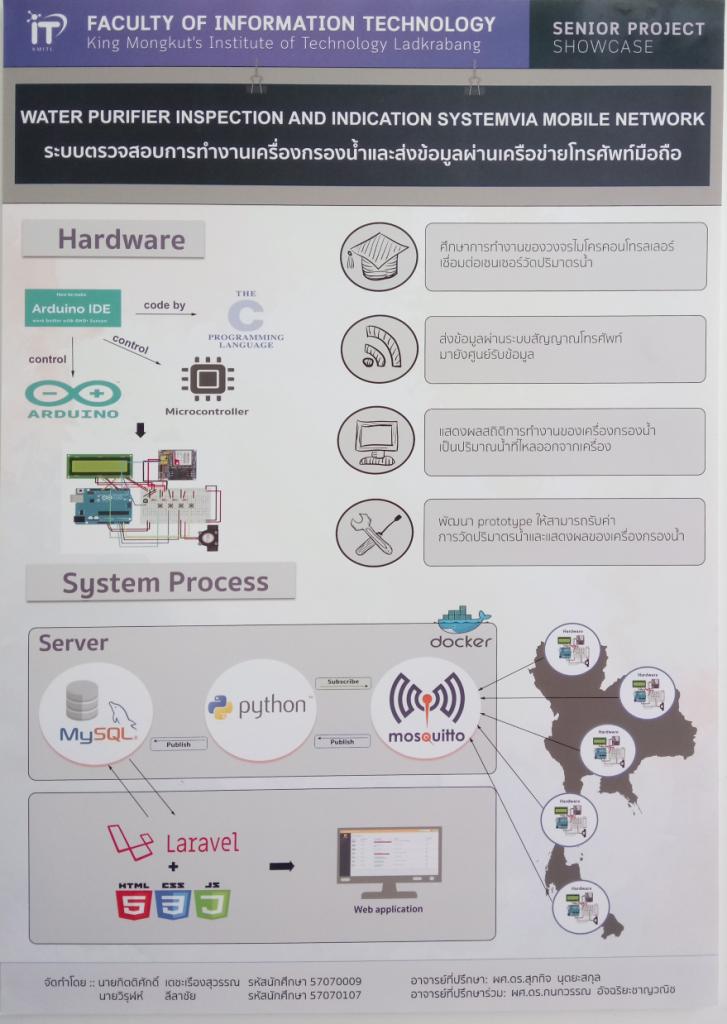 iT
KMITL
FACULTY OF INFORMATION TECHNOLOGY
King Mongkut's Institute of Technology Ladkrabang
SENIOR PROJECT
SHOWCASE
WATER PURIFIER INSPECTION AND INDICATION SYSTEMVIA MOBILE NETWORK
ระบบตรวจสอบการทำงานเครื่องกรองน้ำและส่งข้อมูลผ่านเครือข่ายโทรศัพท์มือถือ
Hardware
Arduino IDE
code by
THE
C
PROGRAMMING
LANGUAGE
control
control
ARDUINO
Microcontroller
ศึกษาการทำงานของวงจรไมโครคอนโทรลเลอร์
เชื่อมต่อเซนเซอร์วัดปริมาตรน้ำ
ส่งข้อมูลผ่านระบบสัญญาณโทรศัพท์
มายังศูนย์รับข้อมูล
แสดงผลสถิติการทำงานของเครื่องกรองน้ำ
เป็นปริมาณน้ำที่ไหลออกจากเครื่อง
พัฒนา prototype ให้สามารถรับค่า
การวัดปริมาตรน้ำและแสดงผลของเครื่องกรองน้ำ
System Process
Server
docker
MySQL
Publish
python
Subscribe
Publish
mosquitto
Hardware
Hardware
Hardware
Hardware
Hardware
Laravel
+
HTML CSS JS
5 3 J
Web application
จัดทำโดย :: นายกิตติศักดิ์ เตชะเรืองสุวรรณ รหัสนักศึกษา 57070009
นายวิรุฬห์ ลีลาชัย รหัสนักศึกษา 57070107
อาจารย์ที่ปรึกษา: ผศ.ดร.สุภกิจ นุตยะสกุล
อาจารย์ที่ปรึกษาร่วม: ผศ.ดร.กนกวรรณ อัจฉริยะชาญวณิช